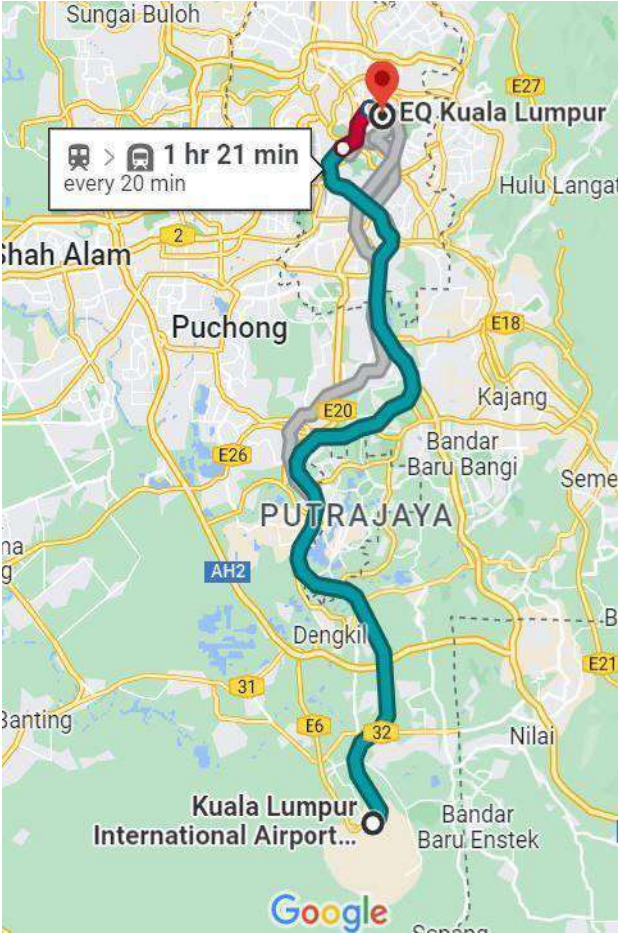 Sungai Buloh
E27
EQ Kuala Lumpur
> 1 hr 21 min
every 20 min
Hulu Langat
2
Shah Alam
Puchong
E18
E20
Kajang
Bandar
Baru Bangi
E26
Seme
PUTRAJAYA
na
g
AH2
Dengkil
B
E21
31
Banting
E6
32
Nilai
Kuala Lumpur
International Airport...
Bandar
Baru Enstek
Google